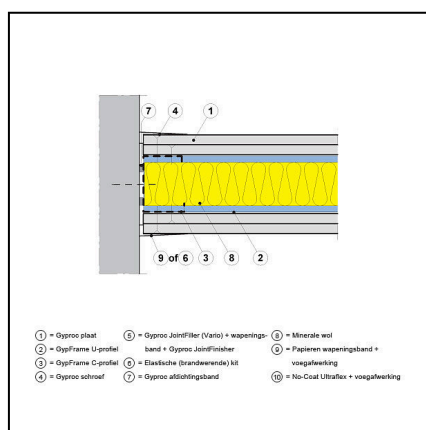 7 4 1
9 of 6 3 8 2
1 = Gyproc plaat
2 = GypFrame U-profiel
3 = GypFrame C-profiel
4 = Gyproc schroef
5 = Gyproc JointFiller (Vario) + wapenings-
band + Gyproc JointFinisher
6 = Elastische (brandwerende) kit
7 = Gyproc afdichtingsband
8 = Minerale wol
9 = Papieren wapeningsband +
voegafwerking
10 = No-Coat Ultraflex + voegafwerking